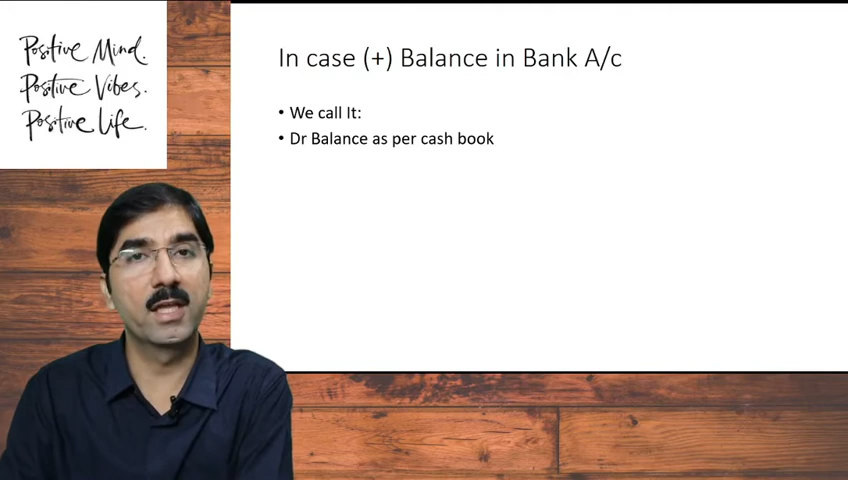 Positive Mind.
Positive Vibes.
Positive Life.
In case (+) Balance in Bank A/c
• We call It:
• Dr Balance as per cash book